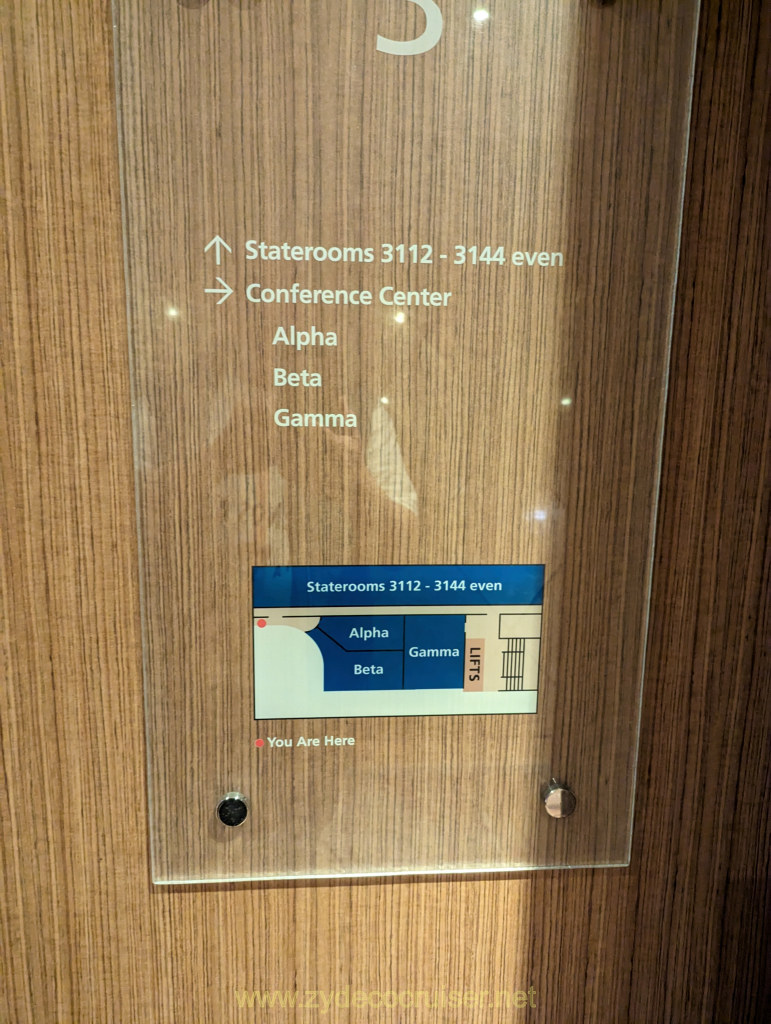 3
↑ Staterooms 3112 - 3144 even
→ Conference Center
Alpha
Beta
Gamma
Staterooms 3112 - 3144 even
Alpha
Gamma
Beta
LIFTS
You Are Here
www.zydecocruiser.net